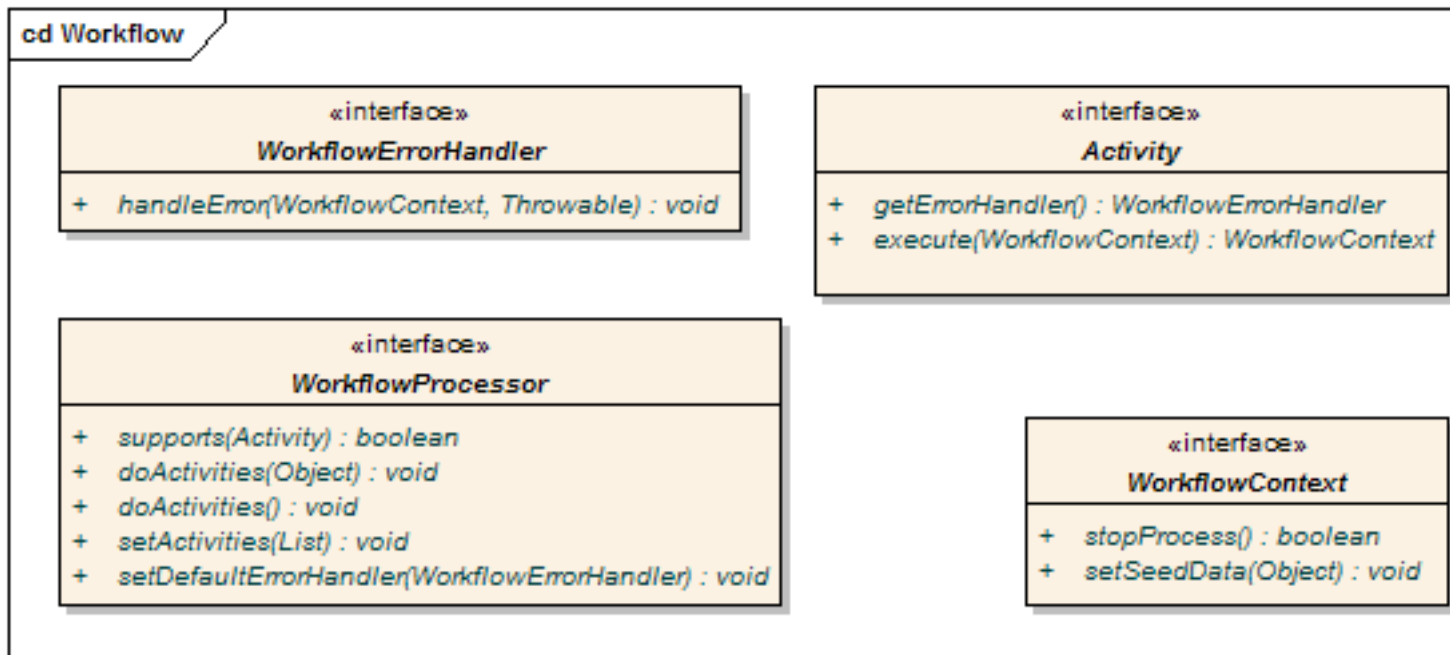 cd Workflow
«interface»
WorkflowErrorHandler
+ handleError(WorkflowContext, Throwable) : void
«interface»
Activity
+ getErrorHandler() : WorkflowErrorHandler
+ execute(WorkflowContext) : WorkflowContext
«interface»
WorkflowProcessor
+ supports(Activity) : boolean
+ doActivities(Object) : void
+ doActivities() : void
+ setActivities(List) : void
+ setDefaultErrorHandler(WorkflowErrorHandler) : void
«interface»
WorkflowContext
+ stopProcess() : boolean
+ setSeedData(Object) : void